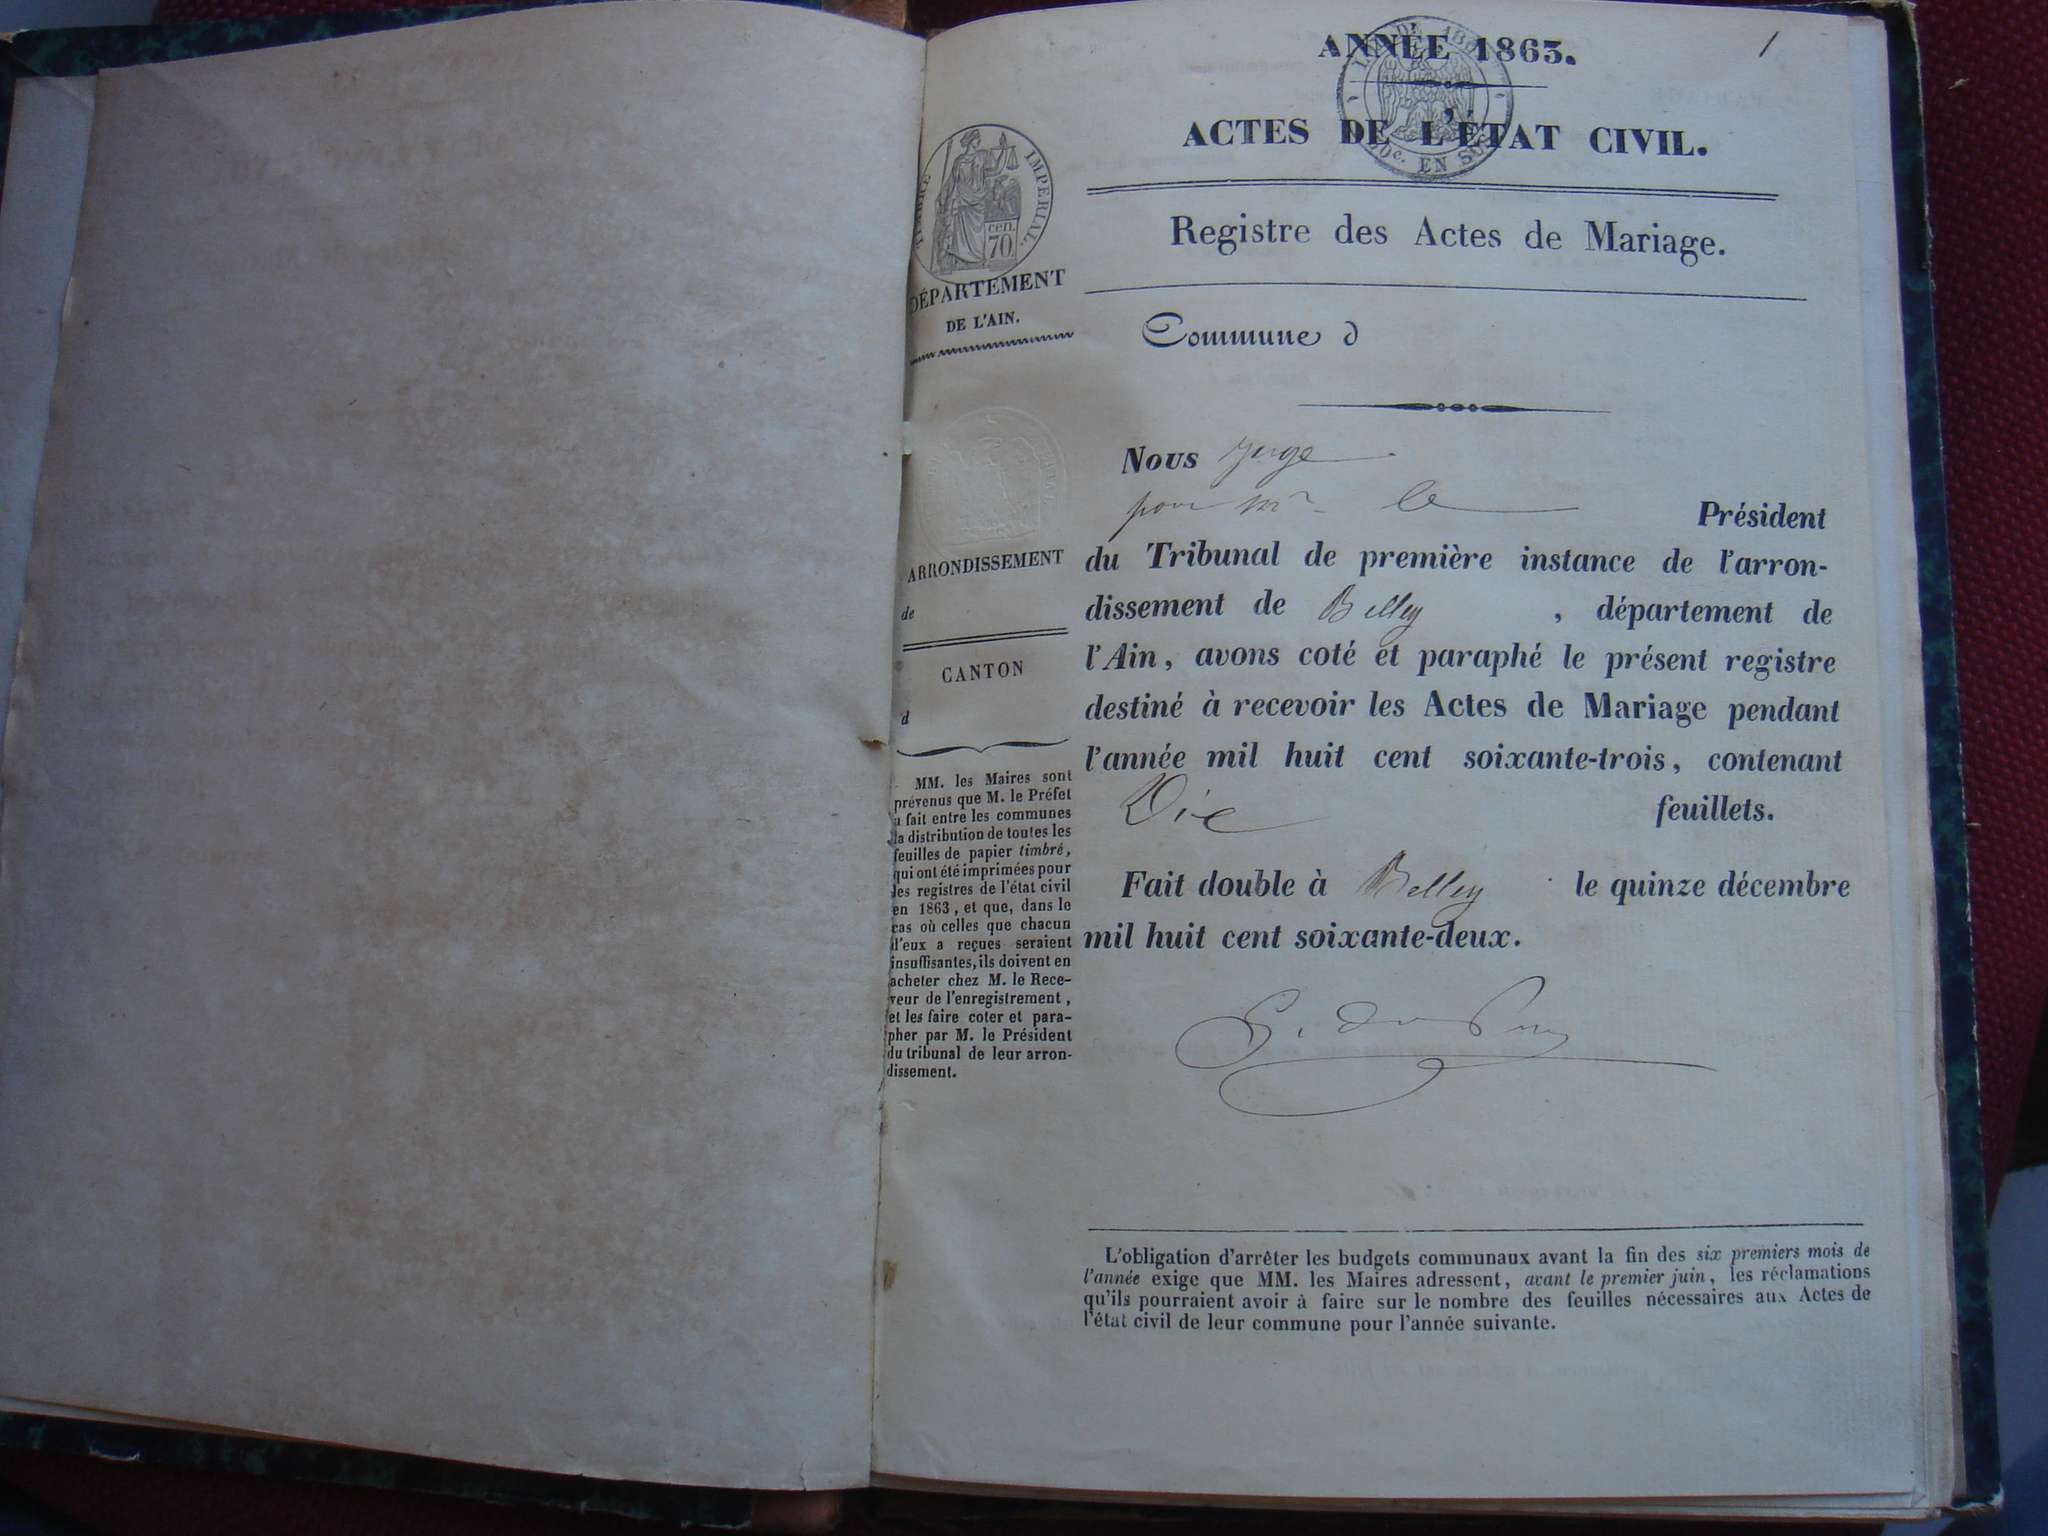 1
ANNÉE 1863.
ACTES DE L'ÉTAT CIVIL.
Registre des Actes de Mariage.
TIMBRE IMPERIAL
cen.
70
DÉPARTEMENT
DE L'AIN.
ARRONDISSEMENT
de
CANTON
d
MM. les Maires sont
prévenus que M. le Préfet
a fait entre les communes
la distribution de toutes les
feuilles de papier timbré,
qui ont été imprimées pour
les registres de l'état civil
en 1863, et que, dans le
cas où celles que chacun
d'eux a reçues seraient
insuffisantes, ils doivent en
acheter chez M. le Rece-
veur de l'enregistrement,
et les faire coter et para-
pher par M. le Président
du tribunal de leur arron-
dissement.
Commune d
Nous juge
pour Mr le Président
du Tribunal de première instance de l'arron-
dissement de Belley, département de
l'Ain, avons coté et paraphé le présent registre
destiné à recevoir les Actes de Mariage pendant
l'année mil huit cent soixante-trois, contenant
Dix feuillets.
Fait double à Belley le quinze décembre
mil huit cent soixante-deux.
L'obligation d'arrêter les budgets communaux avant la fin des six premiers mois de
l'année exige que MM. les Maires adressent, avant le premier juin, les réclamations
qu'ils pourraient avoir à faire sur le nombre des feuilles nécessaires aux Actes de
l'état civil de leur commune pour l'année suivante.